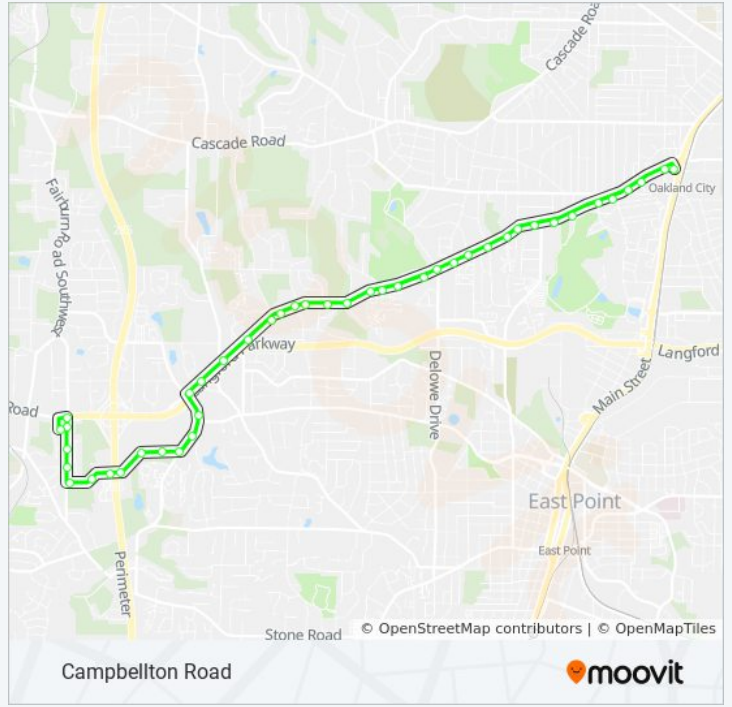 Cascade Road
Cascade Road
Fairburn Road Southwest
Oakland City
Langford Parkway
Langford
Road
Delowe Drive
Main Street
East Point
East Point
Perimeter
Stone Road
© OpenStreetMap contributors | © OpenMapTiles
Campbellton Road
moovit